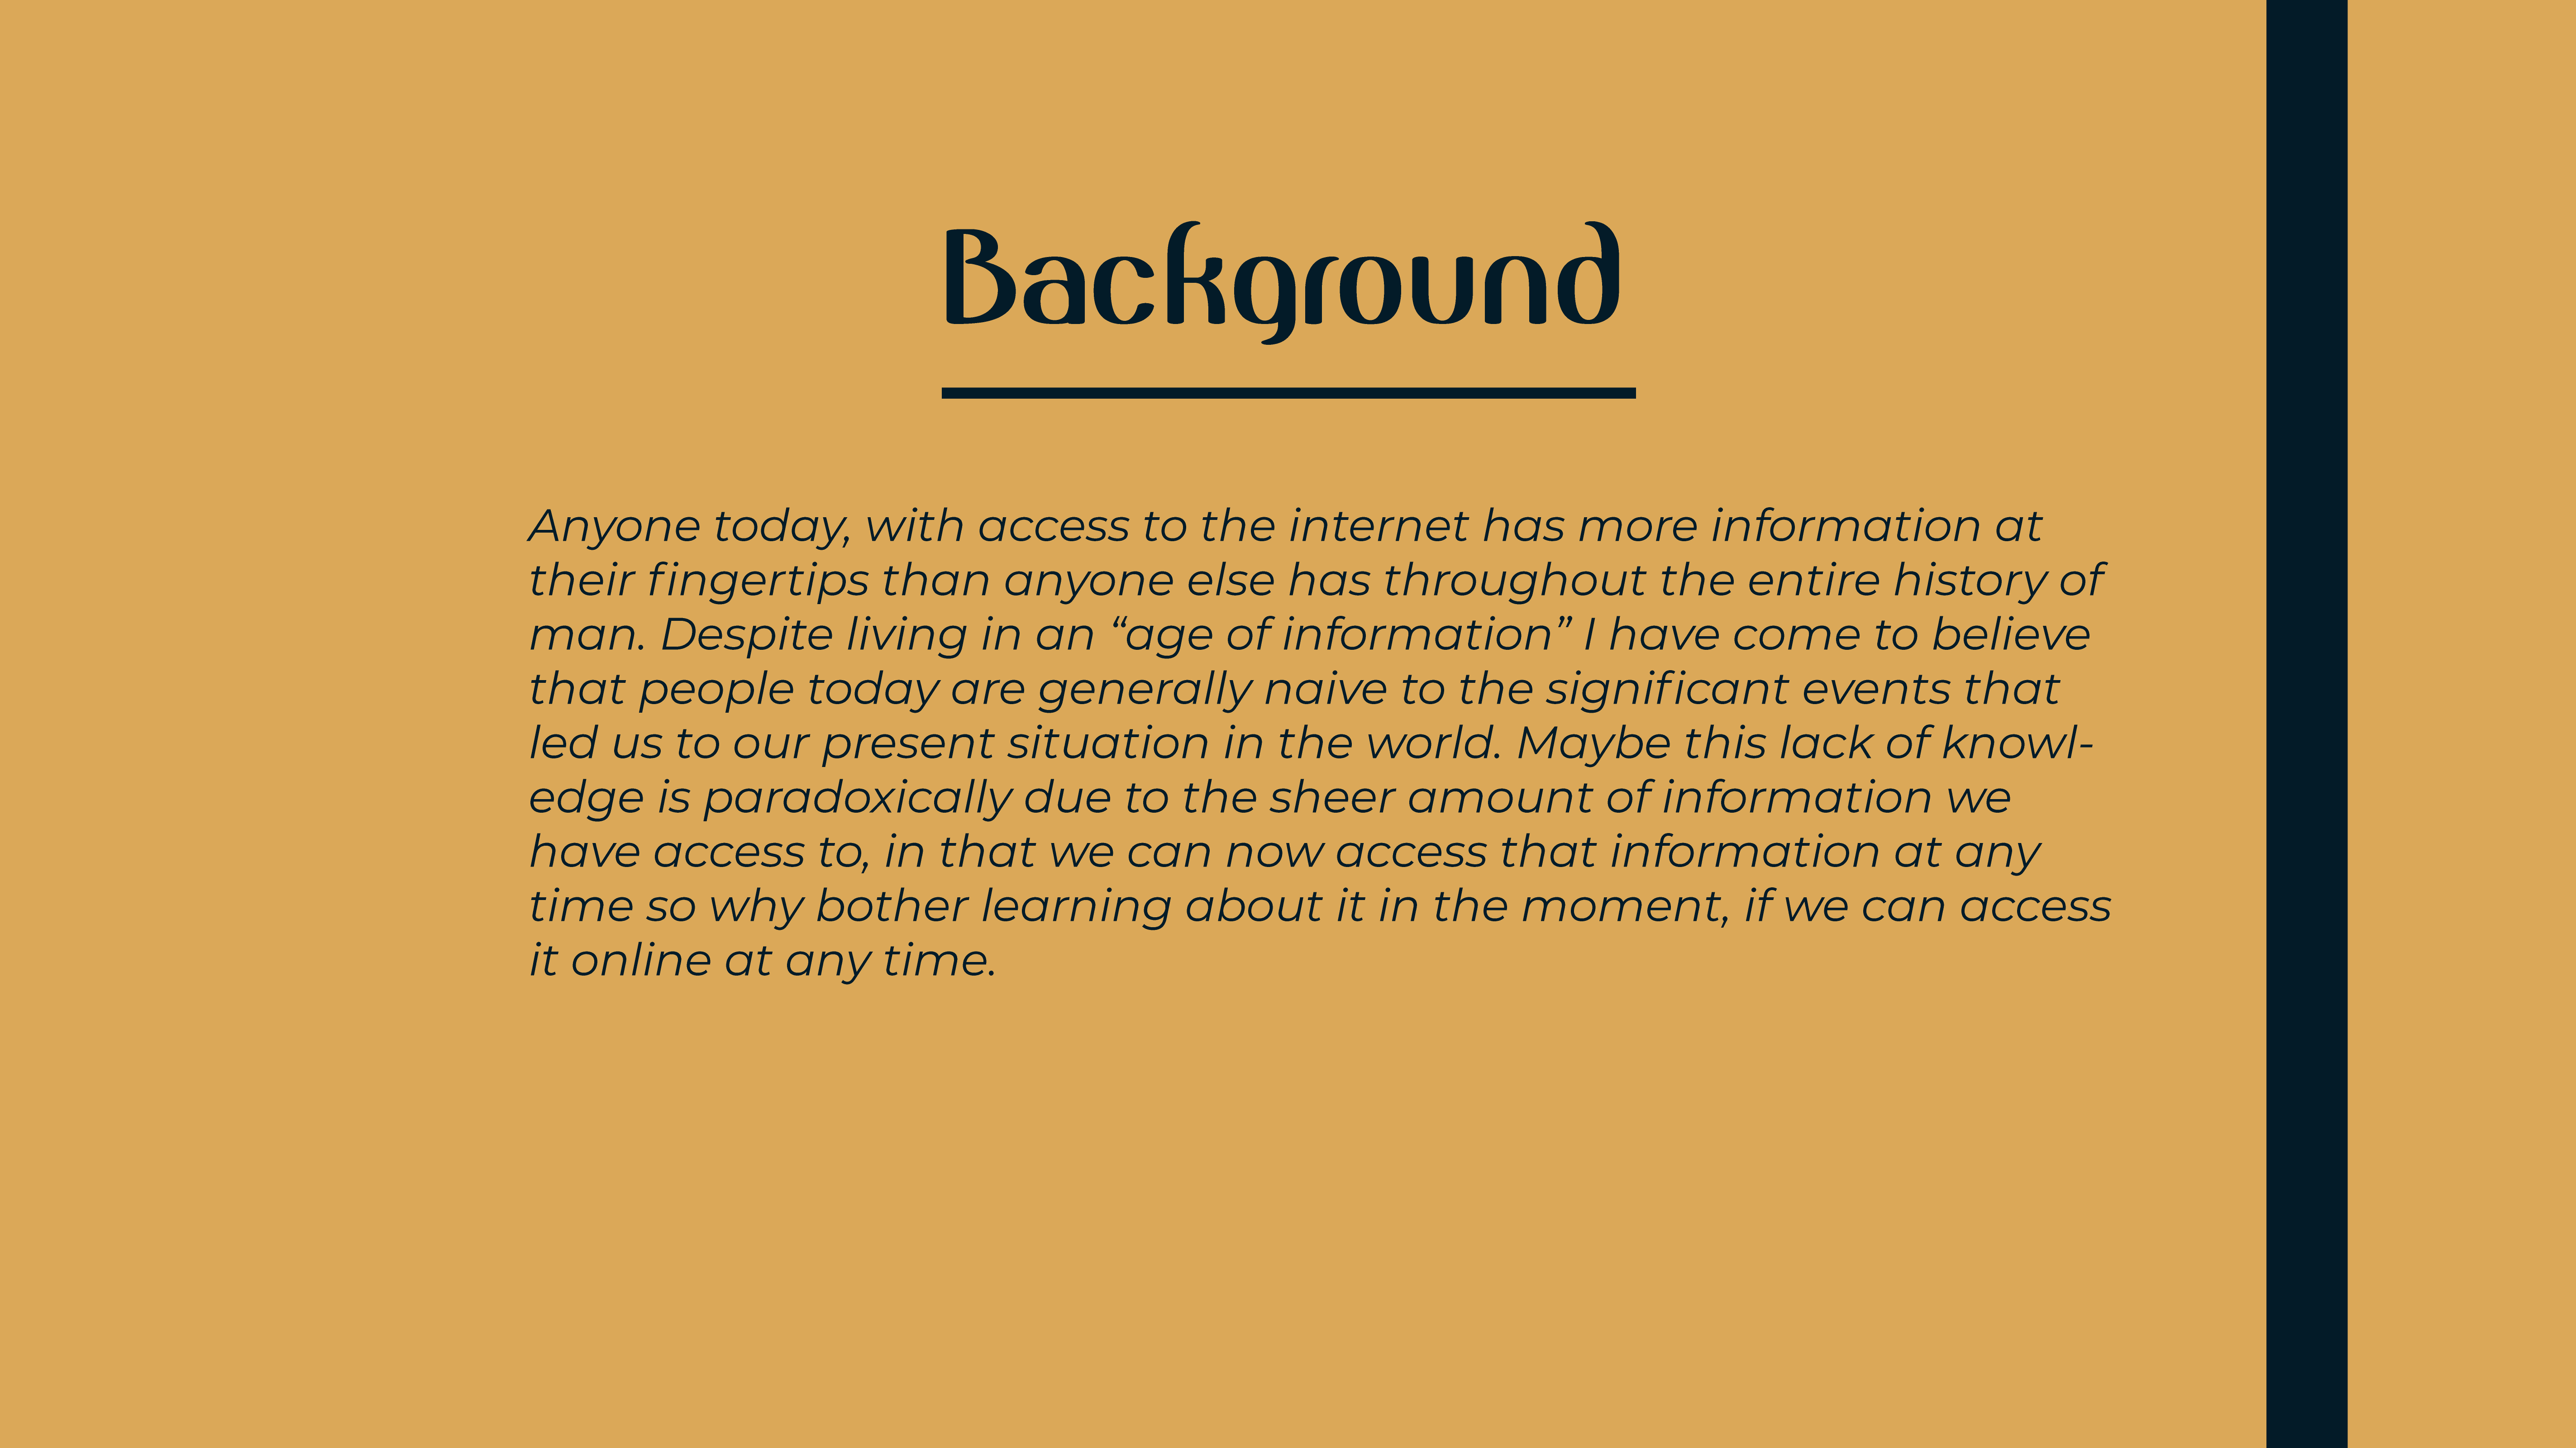 Background
Anyone today, with access to the internet has more information at
their fingertips than anyone else has throughout the entire history of
man. Despite living in an “age of information” I have come to believe
that people today are generally naive to the significant events that
led us to our present situation in the world. Maybe this lack of knowl-
edge is paradoxically due to the sheer amount of information we
have access to, in that we can now access that information at any
time so why bother learning about it in the moment, if we can access
it online at any time.